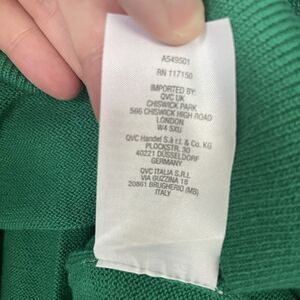 A549501
RN 117150
IMPORTED BY:
QVC UK
CHISWICK PARK
566 CHISWICK HIGH ROAD
LONDON
W4 5XU
QVC Handel S.à r.l. & Co. KG
PLOCKSTR. 30
40221 DÜSSELDORF
GERMANY
QVC ITALIA S.R.L
VIA GUZZINA 18
20861 BRUGHERIO (MB)
ITALY